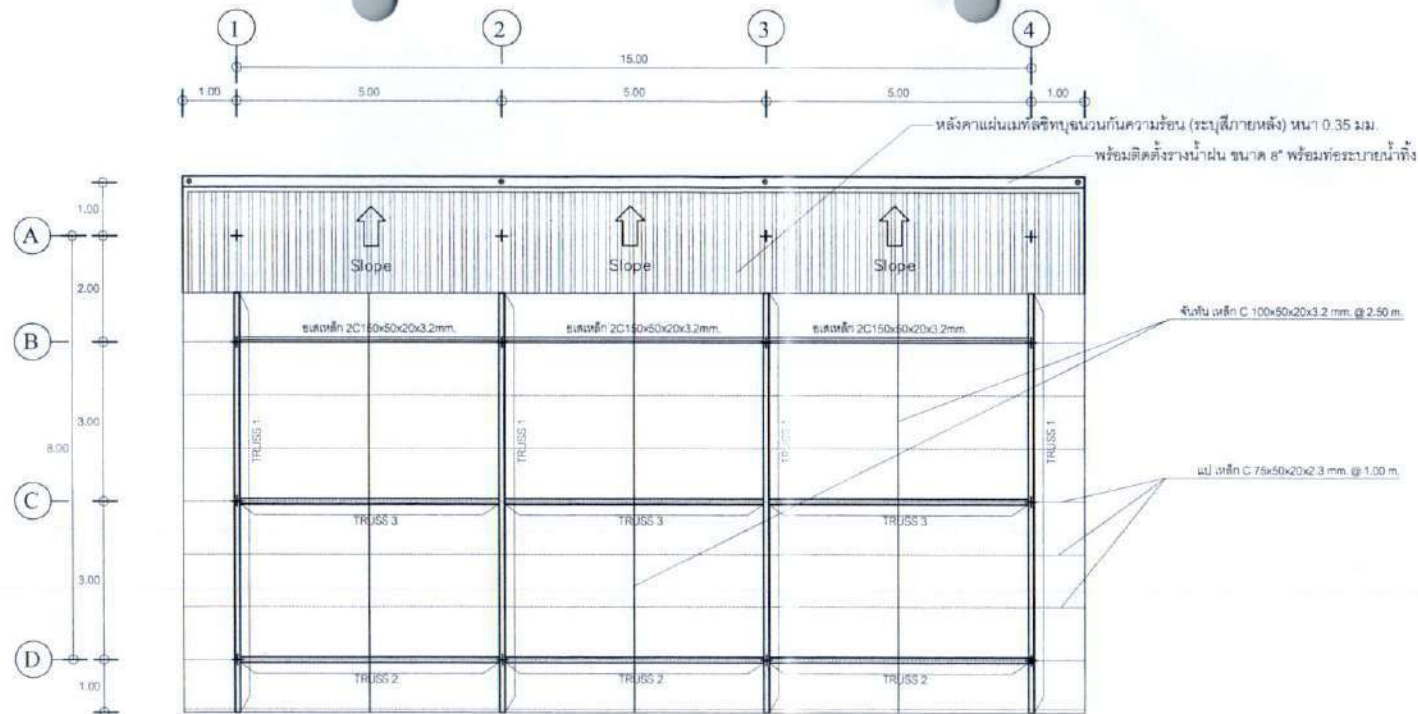 1 2 3 4
15.00
1.00 5.00 5.00 5.00 1.00
หลังคาแผ่นเมทัลชิทบุฉนวนกันความร้อน (ระบุสีภายหลัง) หนา 0.35 มม.
พร้อมติดตั้งรางน้ำฝน ขนาด 8" พร้อมท่อระบายน้ำทิ้ง
1.00
A
Slope Slope Slope
2.00
จันทัน เหล็ก C 100x50x20x3.2 mm. @ 2.50 m.
อเสเหล็ก 2C150x50x20x3.2mm. อเสเหล็ก 2C150x50x20x3.2mm. อเสเหล็ก 2C150x50x20x3.2mm.
B
3.00
8.00
TRUSS 1 TRUSS 1 TRUSS 1 TRUSS 1
แป เหล็ก C 75x50x20x2.3 mm. @ 1.00 m.
C
TRUSS 3 TRUSS 3 TRUSS 3
3.00
D
TRUSS 2 TRUSS 2 TRUSS 2
1.00